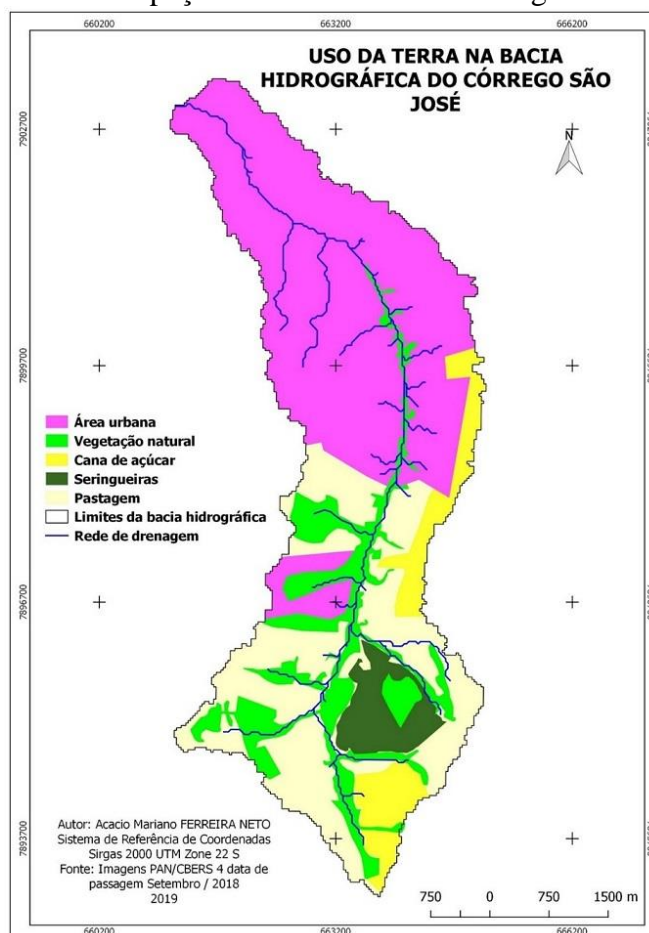 660200 663200 666200
USO DA TERRA NA BACIA
HIDROGRÁFICA DO CÓRREGO SÃO
JOSÉ
N
7902700
7899700
Área urbana
Vegetação natural
Cana de açúcar
Seringueiras
Pastagem
Limites da bacia hidrográfica
Rede de drenagem
7896700
7893700
Autor: Acacio Mariano FERREIRA NETO
Sistema de Referência de Coordenadas
Sirgas 2000 UTM Zone 22 S
Fonte: Imagens PAN/CBERS 4 data de
passagem Setembro / 2018
2019
750 0 750 1500 m
660200 663200 666200